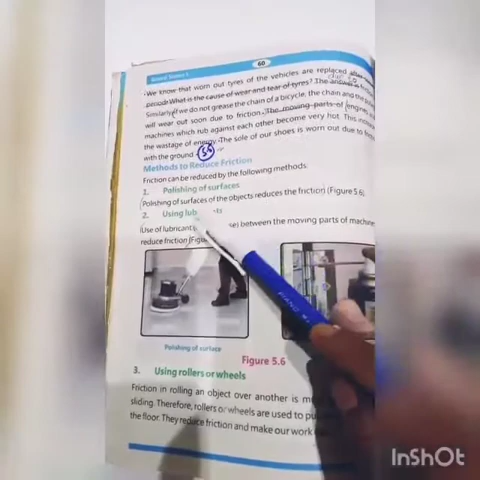 General Science 6
60
We know that worn out tyres of the vehicles are replaced after
period. What is the cause of wear and tear of tyres? The answer is
due to
Similarly, if we do not grease the chain of a bicycle, the chain and the
will wear out soon due to friction. The moving parts of engines
machines which rub against each other become very hot. This
the wastage of energy. The sole of our shoes is worn out due to
with the ground.
Methods to Reduce Friction
Friction can be reduced by the following methods:
1. Polishing of surfaces
Polishing of surfaces of the objects reduces the friction (Figure 5.6)
2. Using
Use of lubricants between the moving parts of
reduce friction
Polishing of surface
Figure 5.6
3. Using rollers or wheels
Friction in rolling an object over another is
sliding. Therefore, rollers or wheels are used to
the floor. They reduce friction and make our work
PIANO
InShOt